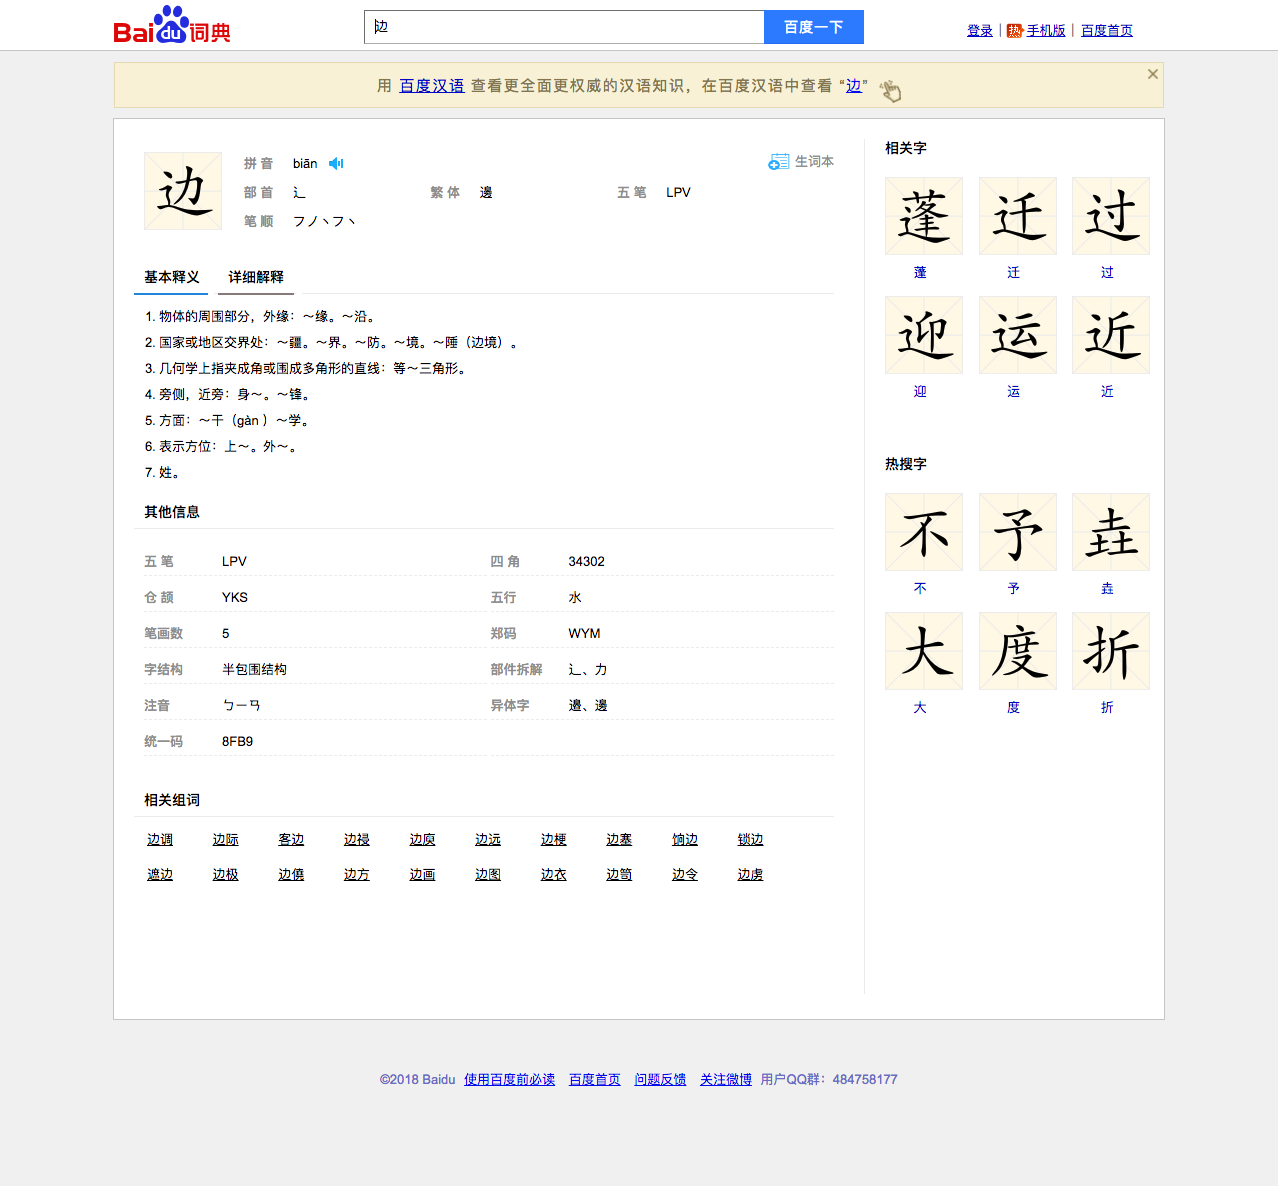 Baidu词典
边
百度一下
登录 | 热 手机版 | 百度首页
用 百度汉语 查看更全面更权威的汉语知识，在百度汉语中查看 “边”
边
拼 音 biān
生词本
部 首 辶 繁 体 邊 五 笔 LPV
笔 顺 フノ丶フ丶
基本释义 详细解释
1. 物体的周围部分，外缘：～缘。～沿。
2. 国家或地区交界处：～疆。～界。～防。～境。～陲（边境）。
3. 几何学上指夹成角或围成多角形的直线：等～三角形。
4. 旁侧，近旁：身～。～锋。
5. 方面：～干（gàn ）～学。
6. 表示方位：上～。外～。
7. 姓。
其他信息
五 笔 LPV 四 角 34302
仓 颉 YKS 五行 水
笔画数 5 郑码 WYM
字结构 半包围结构 部件拆解 辶、力
注音 ㄅㄧㄢ 异体字 邉、邊
统一码 8FB9
相关组词
边调 边际 客边 边祲 边庾 边远 边梗 边塞 饷边 锁边
遮边 边极 边儌 边方 边画 边图 边衣 边笥 边令 边虏
相关字
蓬 迁 过
蓬 迁 过
迎 运 近
迎 运 近
热搜字
不 予 垚
不 予 垚
大 度 折
大 度 折
©2018 Baidu 使用百度前必读 百度首页 问题反馈 关注微博 用户QQ群：484758177